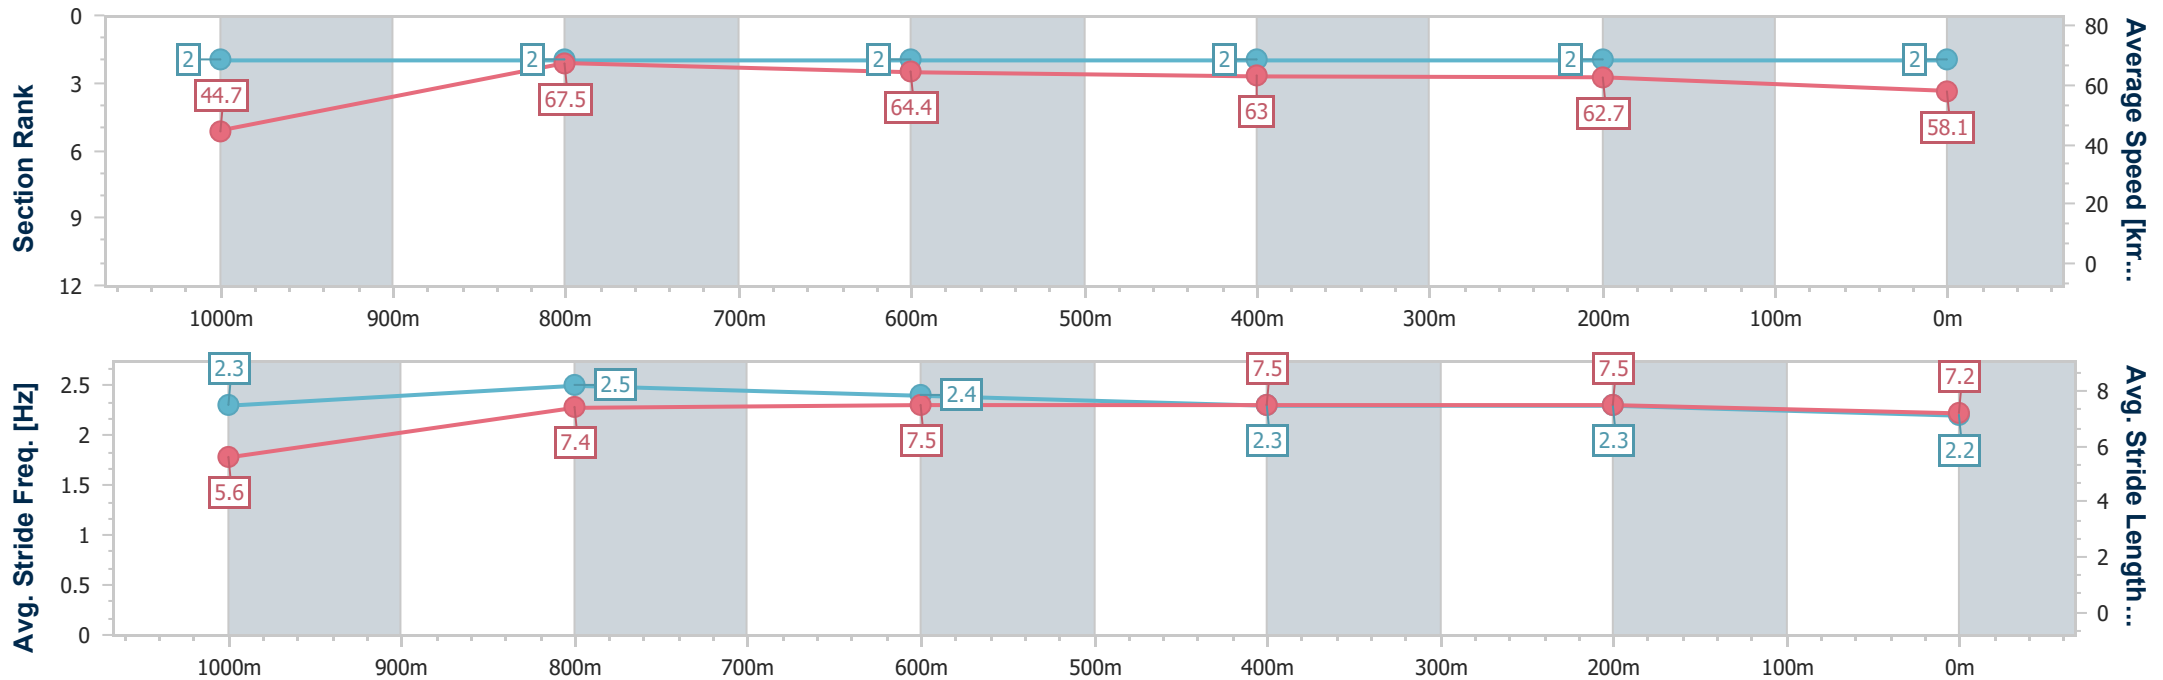 Section Rank
0
3
6
9
12
2 2 2 2 2 2
44.7 67.5 64.4 63 62.7 58.1
80
60
40
20
0
Average Speed [km...
1000m 900m 800m 700m 600m 500m 400m 300m 200m 100m 0m
Avg. Stride Freq. [Hz]
2.5
2
1.5
1
0.5
0
2.3 2.5 2.4 2.3 2.3 2.2
5.6 7.4 7.5 7.5 7.5 7.2
8
6
4
2
0
Avg. Stride Length...
1000m 900m 800m 700m 600m 500m 400m 300m 200m 100m 0m